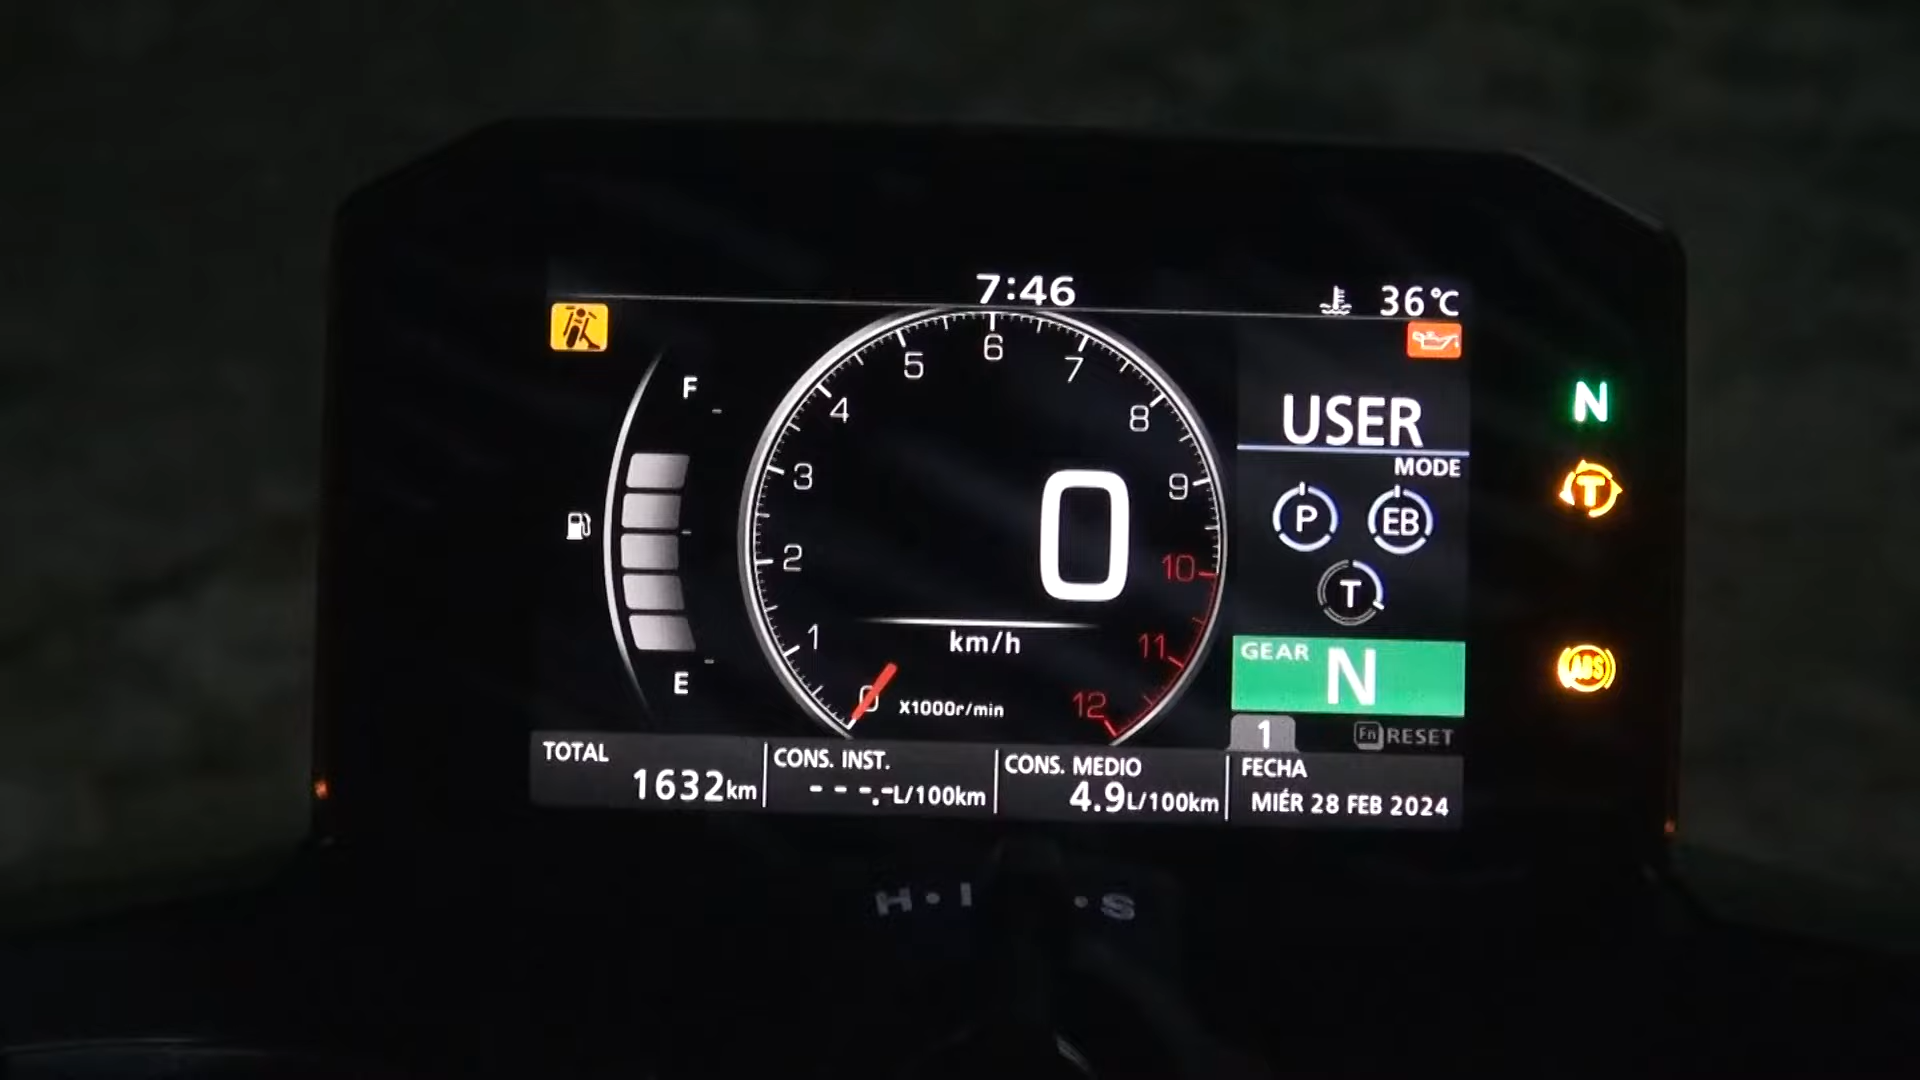 7:46
36°C
F
E
0
1
2
3
4
5
6
7
8
9
10
11
12
0
km/h
X1000r/min
USER
MODE
P
EB
T
GEAR N
1
Fn RESET
TOTAL
1632km
CONS. INST.
---.-L/100km
CONS. MEDIO
4.9L/100km
FECHA
MIÉR 28 FEB 2024
N
T
ABS
H·I ·S